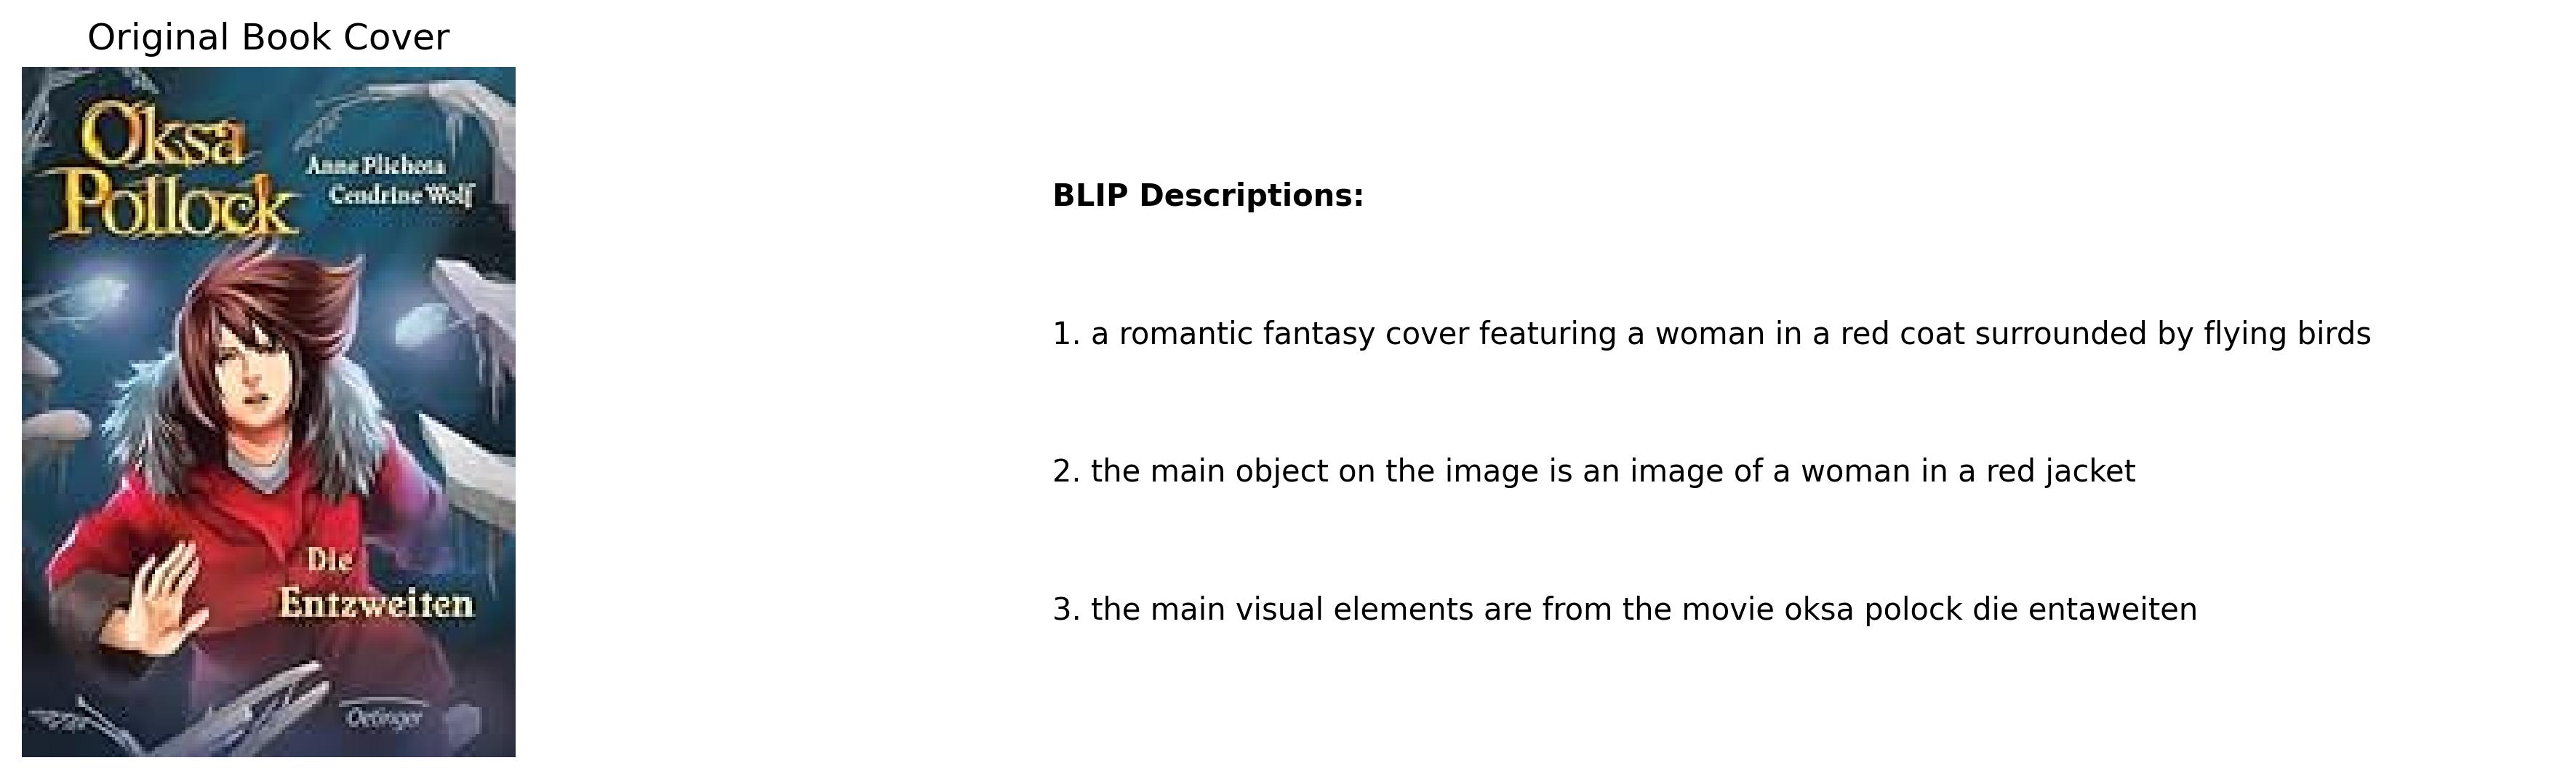 Original Book Cover
Oksa
Pollock
Anne Plichota
Cendrine Wolf
Die
Entzweiten
Oetinger
BLIP Descriptions:
1. a romantic fantasy cover featuring a woman in a red coat surrounded by flying birds
2. the main object on the image is an image of a woman in a red jacket
3. the main visual elements are from the movie oksa polock die entaweiten